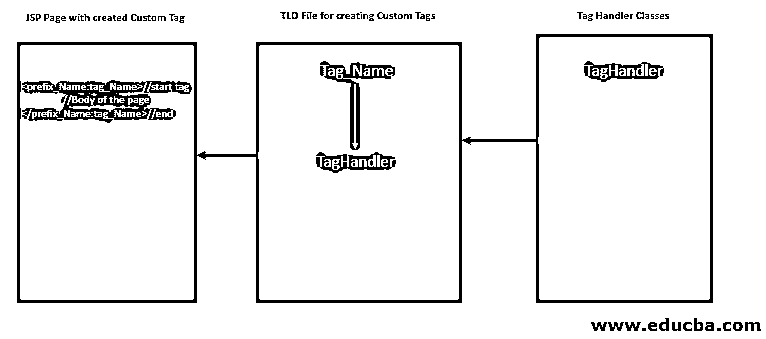 JSP Page with created Custom Tag
<prefix_Name:tag_Name>//start tag
//Body of the page
</prefix_Name:tag_Name>//end
TLD File for creating Custom Tags
Tag_Name
TagHandler
Tag Handler Classes
TagHandler
www.educba.com